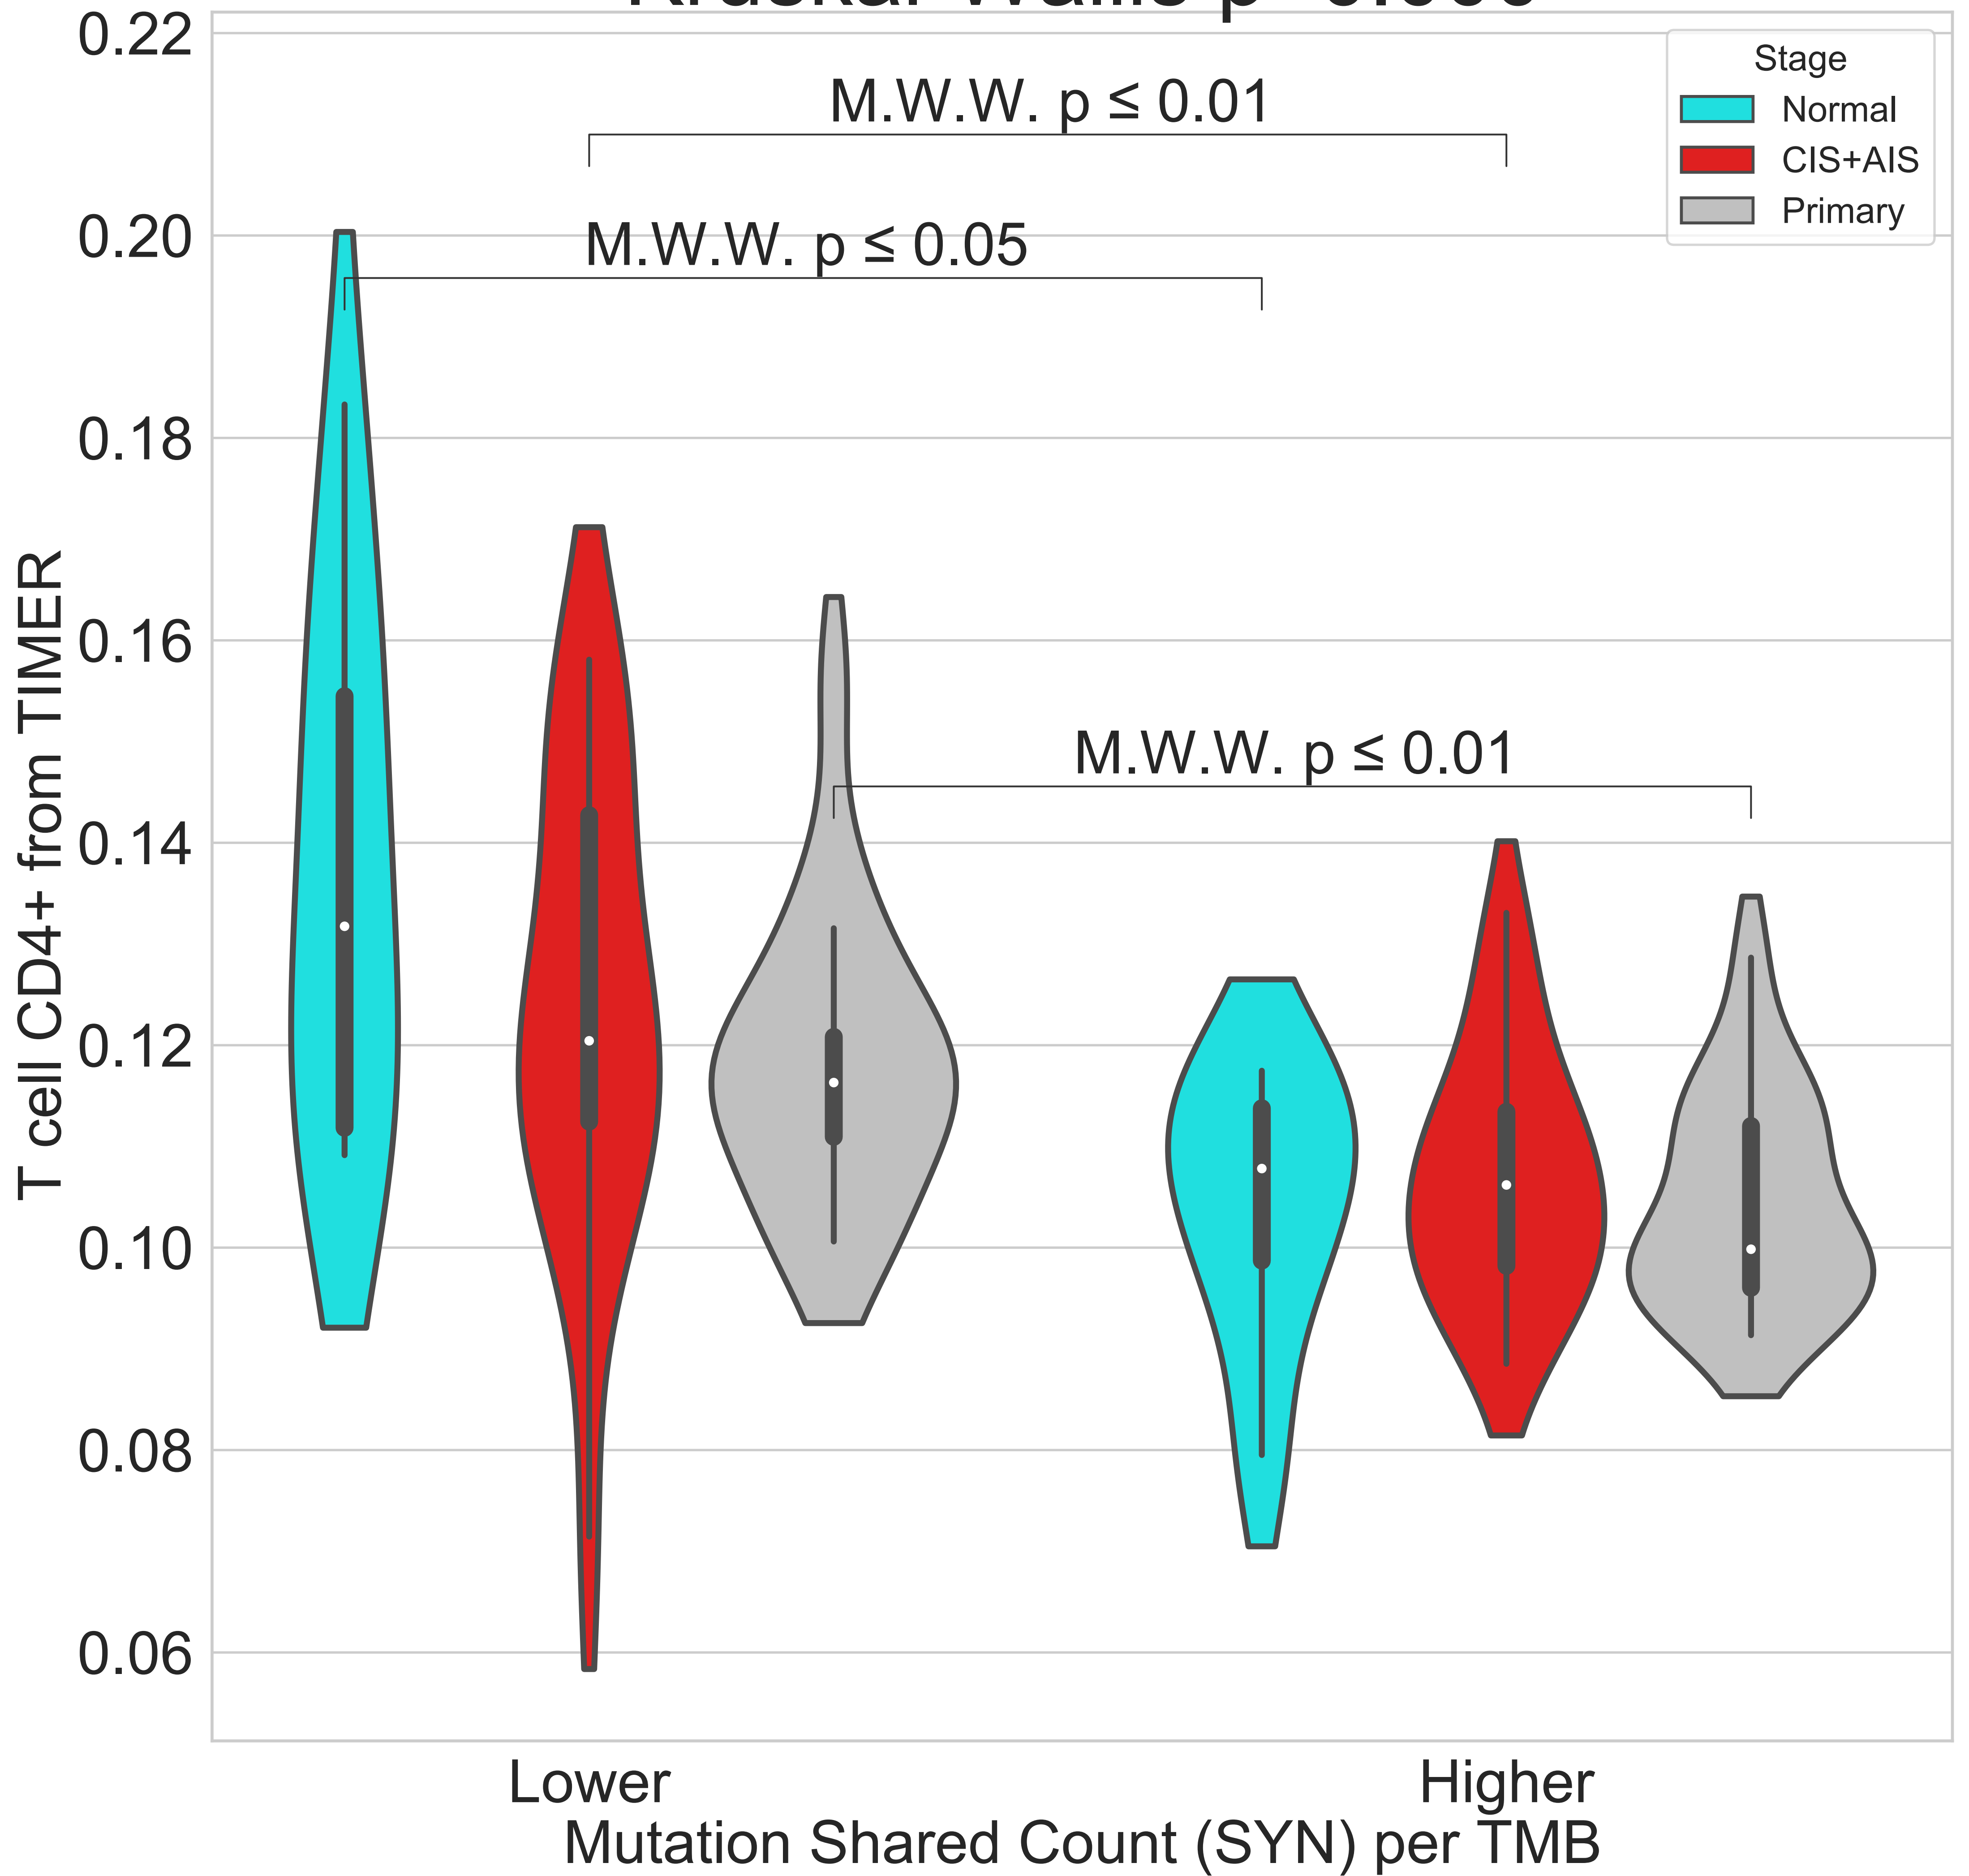 0.22
M.W.W. p ≤ 0.01
Stage
Normal
CIS+AIS
Primary
0.20
M.W.W. p ≤ 0.05
0.18
0.16
M.W.W. p ≤ 0.01
0.14
0.12
0.10
0.08
0.06
T cell CD4+ from TIMER
Lower
Higher
Mutation Shared Count (SYN) per TMB